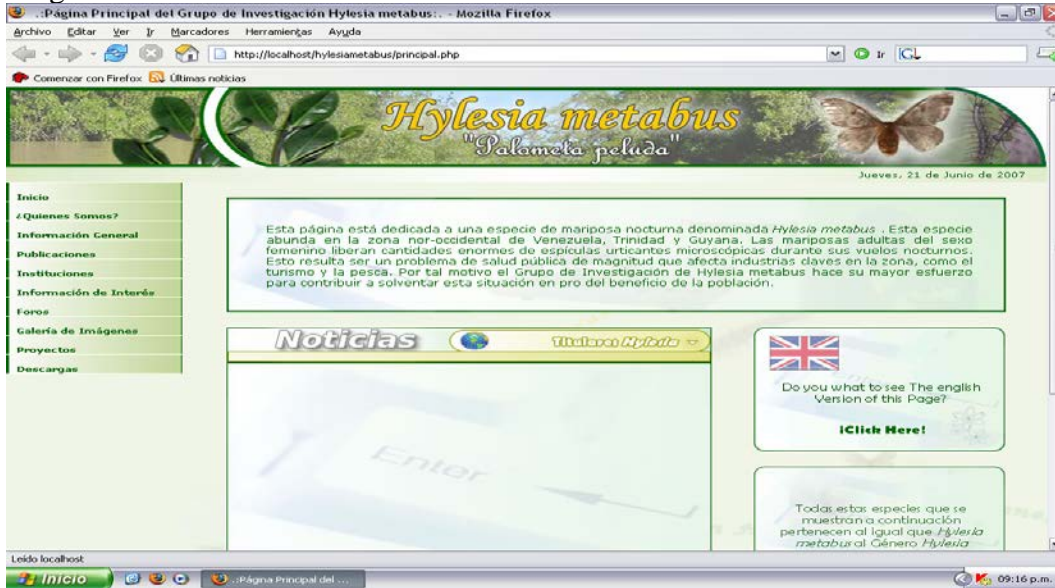 .:Página Principal del Grupo de Investigación Hylesia metabus:. - Mozilla Firefox
Archivo Editar Ver Ir Marcadores Herramientas Ayuda
http://localhost/hylesiametabus/principal.php
Ir
Comenzar con Firefox Últimas noticias
Hylesia metabus
"Palometa peluda"
Jueves, 21 de Junio de 2007
Inicio
¿Quienes Somos?
Información General
Publicaciones
Instituciones
Información de Interés
Foros
Galería de Imágenes
Proyectos
Descargas
Esta página está dedicada a una especie de mariposa nocturna denominada Hylesia metabus . Esta especie
abunda en la zona nor-occidental de Venezuela, Trinidad y Guyana. Las mariposas adultas del sexo
femenino liberan cantidades enormes de espículas urticantes microscópicas durante sus vuelos nocturnos.
Esto resulta ser un problema de salud pública de magnitud que afecta industrias claves en la zona, como el
turismo y la pesca. Por tal motivo el Grupo de Investigación de Hylesia metabus hace su mayor esfuerzo
para contribuir a solventar esta situación en pro del beneficio de la población.
Noticias
Titulares Hylesia
Enter
Do you what to see The english
Version of this Page?
¡Click Here!
Todas estas especies que se
muestran a continuación
pertenecen al igual que Hylesia
metabus al Género Hylesia
Leído localhost
Inicio
.:Página Principal del ...
09:16 p.m.